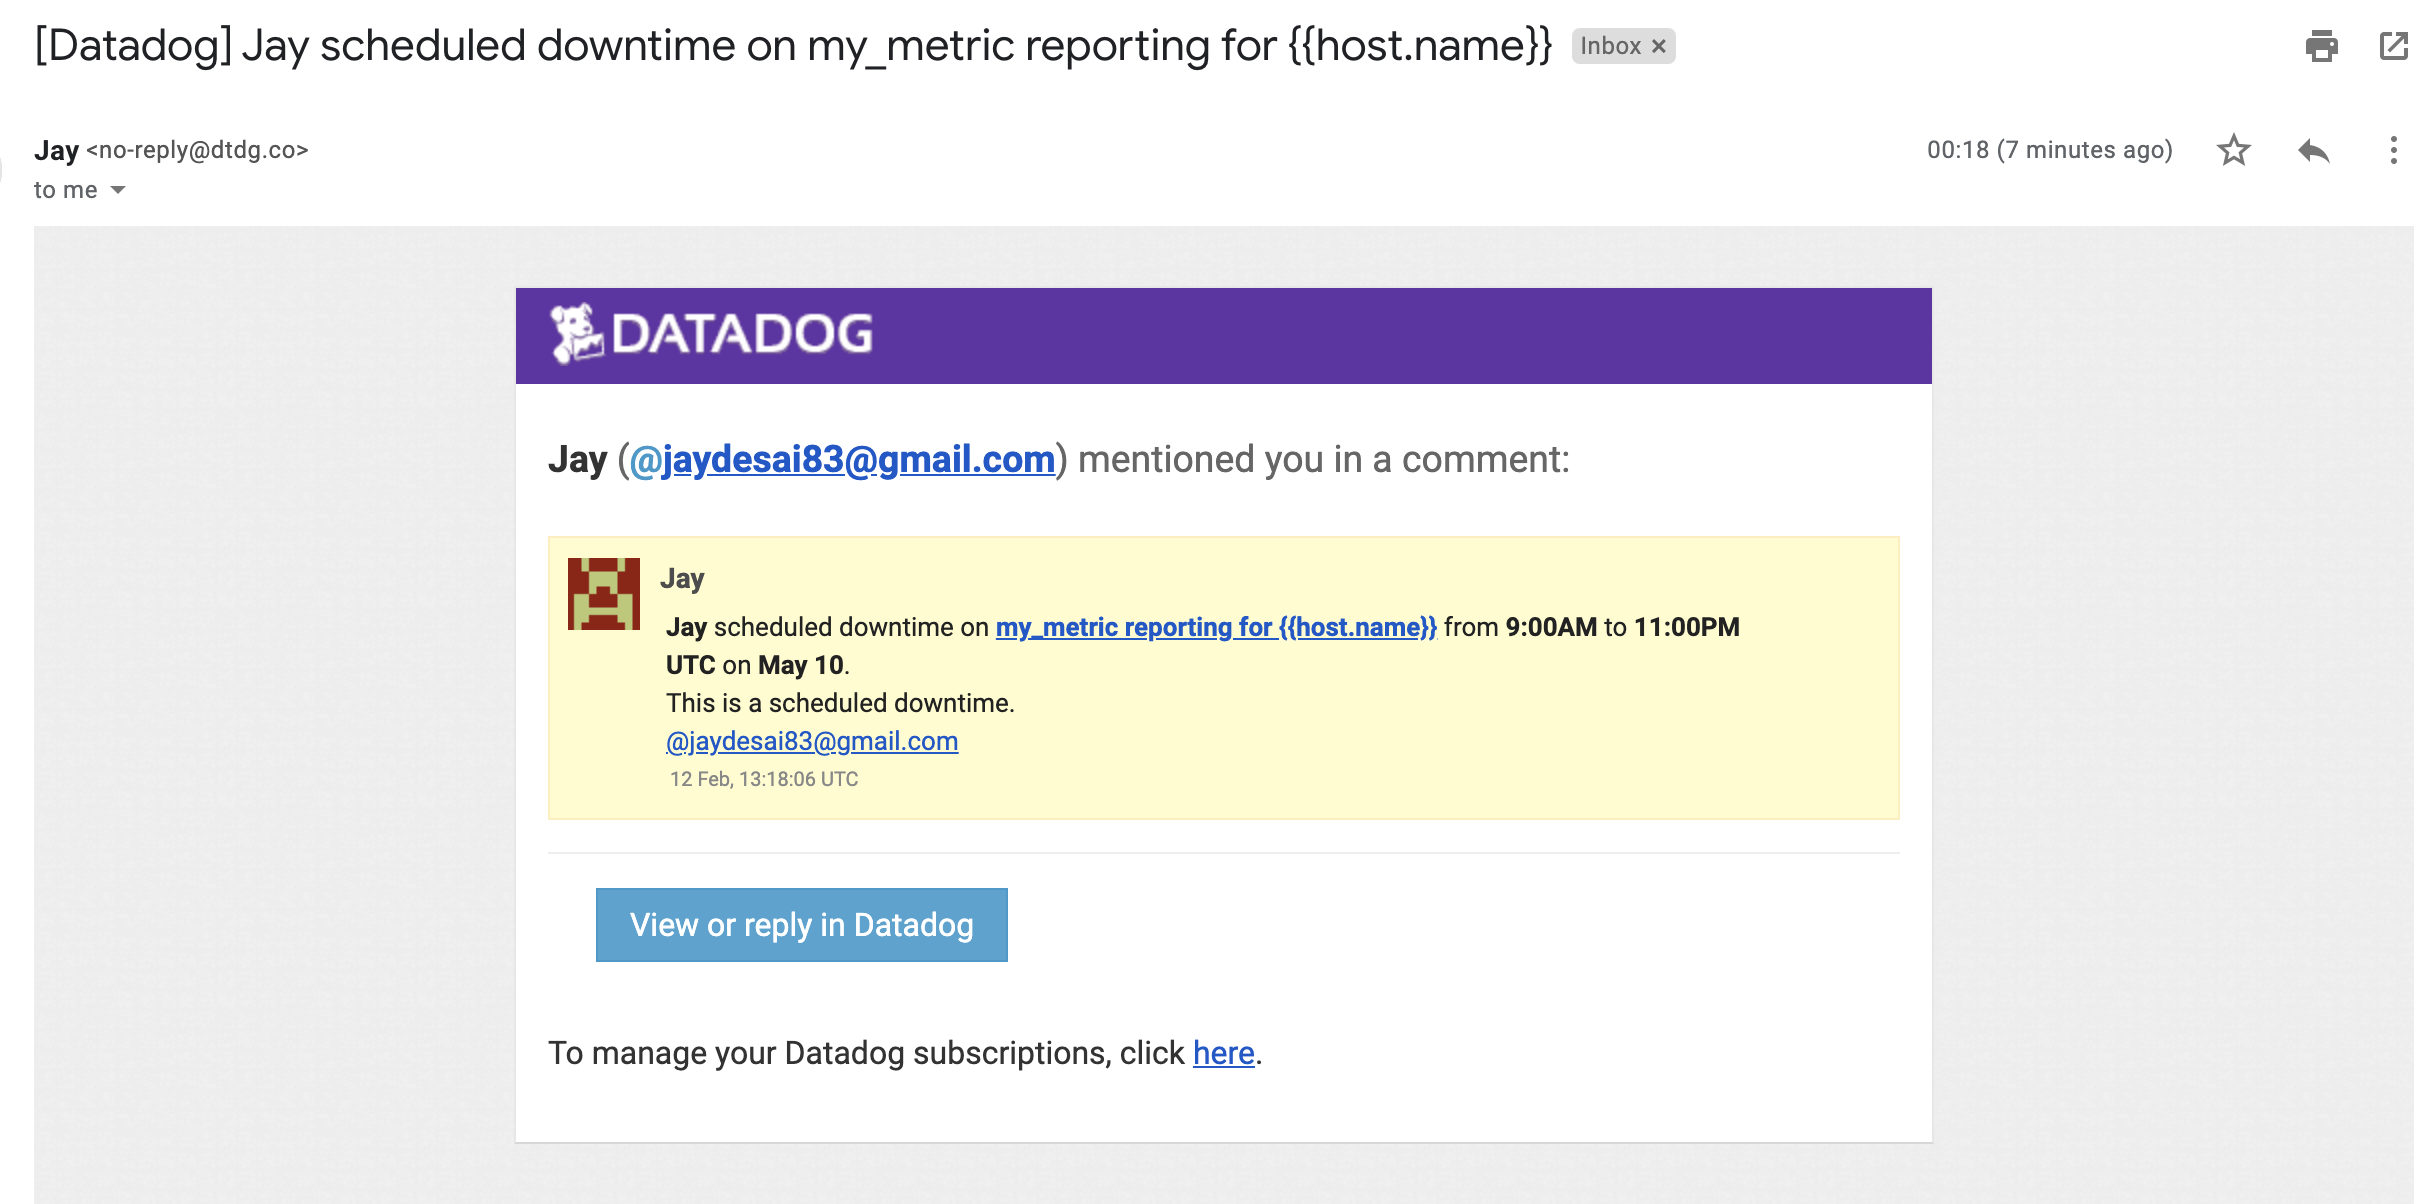 [Datadog] Jay scheduled downtime on my_metric reporting for {{host.name}} Inbox ×
Jay <no-reply@dtdg.co> 00:18 (7 minutes ago)
to me
DATADOG
Jay (@jaydesai83@gmail.com) mentioned you in a comment:
Jay
Jay scheduled downtime on my_metric reporting for {{host.name}} from 9:00AM to 11:00PM
UTC on May 10.
This is a scheduled downtime.
@jaydesai83@gmail.com
12 Feb, 13:18:06 UTC
View or reply in Datadog
To manage your Datadog subscriptions, click here.